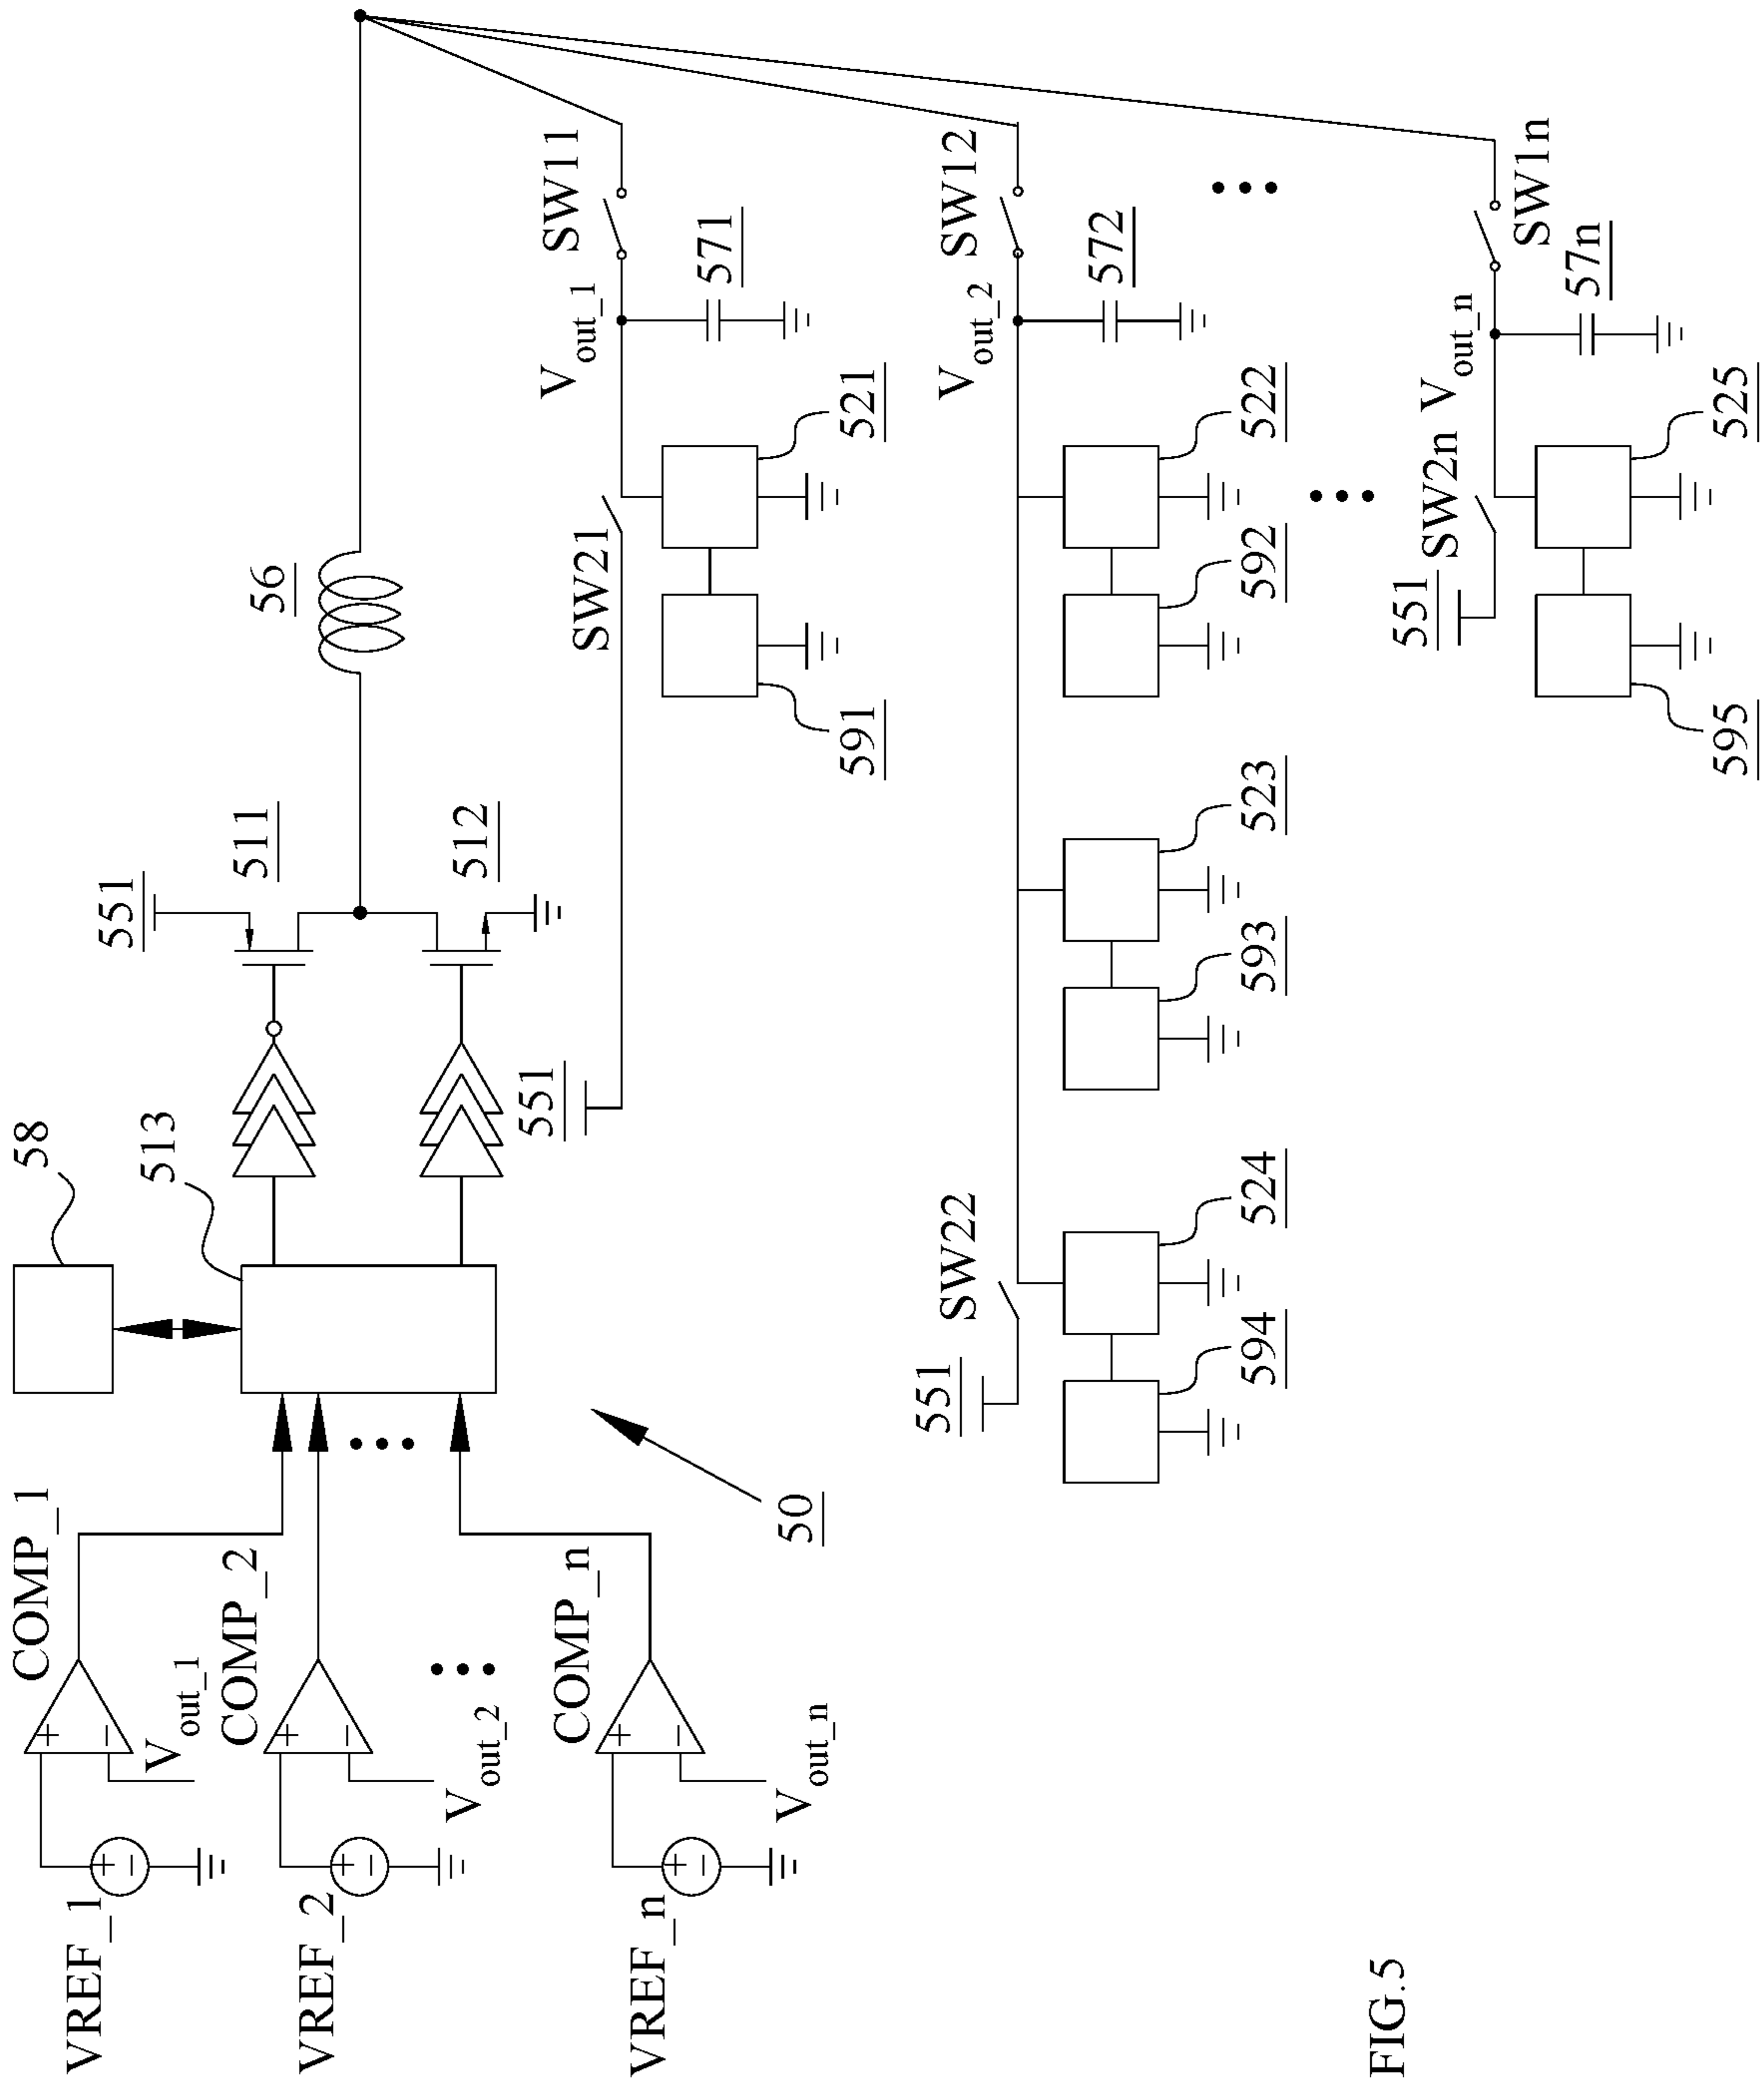 VREF_1
VREF_2
VREF_n
COMP_1
COMP_2
COMP_n
+
−
+
−
+
−
+
−
+
−
+
−
Vout_1
Vout_2
Vout_n
50
58
513
551
511
512
56
551
SW21
Vout_1
SW11
571
591
521
551
SW22
Vout_2
SW12
572
594
524
593
523
592
522
551
SW2n
Vout_n
SW1n
57n
595
525
FIG.5